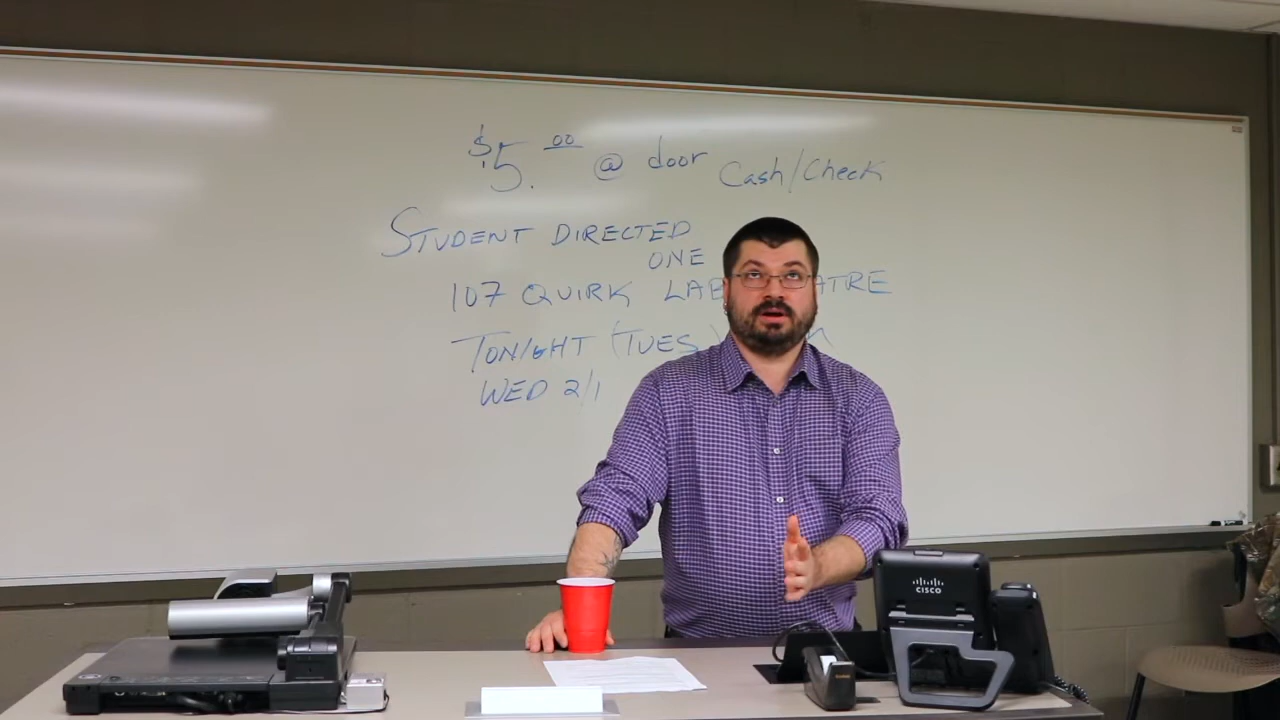 $5.00 @ door Cash/Check
STUDENT DIRECTED
ONE
107 QUIRK LAB
TONIGHT (TUES)
WED 2/1
CISCO